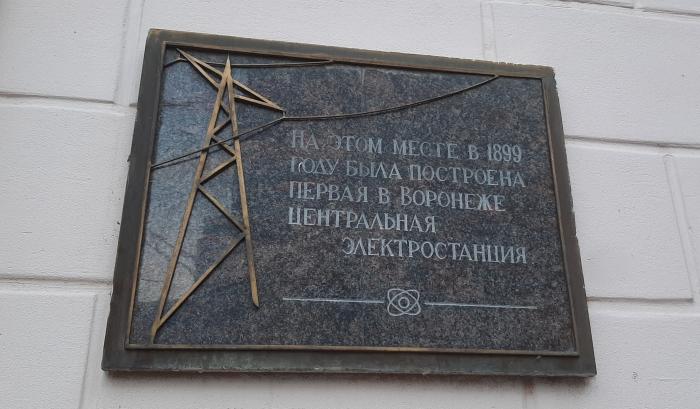 НА ЭТОМ МЕСТЕ В 1899
ГОДУ БЫЛА ПОСТРОЕНА
ПЕРВАЯ В ВОРОНЕЖЕ
ЦЕНТРАЛЬНАЯ
ЭЛЕКТРОСТАНЦИЯ